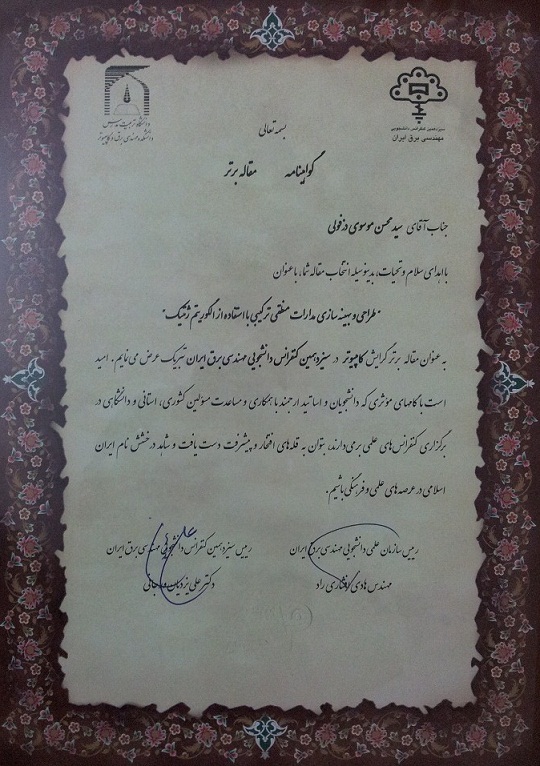 دانشگاه تربیت مدرس
دانشکده مهندسی برق و کامپیوتر
سیزدهمین کنفرانس دانشجویی
مهندسی برق ایران
بسمه تعالی
گواهینامه مقاله برتر
جناب آقای سید محسن موسوی دزفولی
با اهدای سلام و تحیات، بدینوسیله انتخاب مقاله شما، با عنوان
"طراحی و بهینه سازی مدارات منطقی ترکیبی با استفاده از الگوریتم ژنتیک"
به عنوان مقاله برتر گرایش کامپیوتر در سیزدهمین کنفرانس دانشجویی مهندسی برق ایران تبریک عرض می‌نمایم. امید
است با گامهای مؤثری که دانشجویان و اساتید ارجمند با همکاری و مساعدت مسؤلین کشوری، استانی و دانشگاهی در
برگزاری کنفرانس‌های علمی برمی‌دارند، بتوان به قله‌های افتخار و پیشرفت دست یافت و شاهد درخشش نام ایران
اسلامی در عرصه‌های علمی و فرهنگی باشیم.
رییس سازمان علمی دانشجویی مهندسی برق ایران
مهندس هادی افشاری راد
رییس سیزدهمین کنفرانس دانشجویی مهندسی برق ایران
دکتر علی یزدیان ورجانی